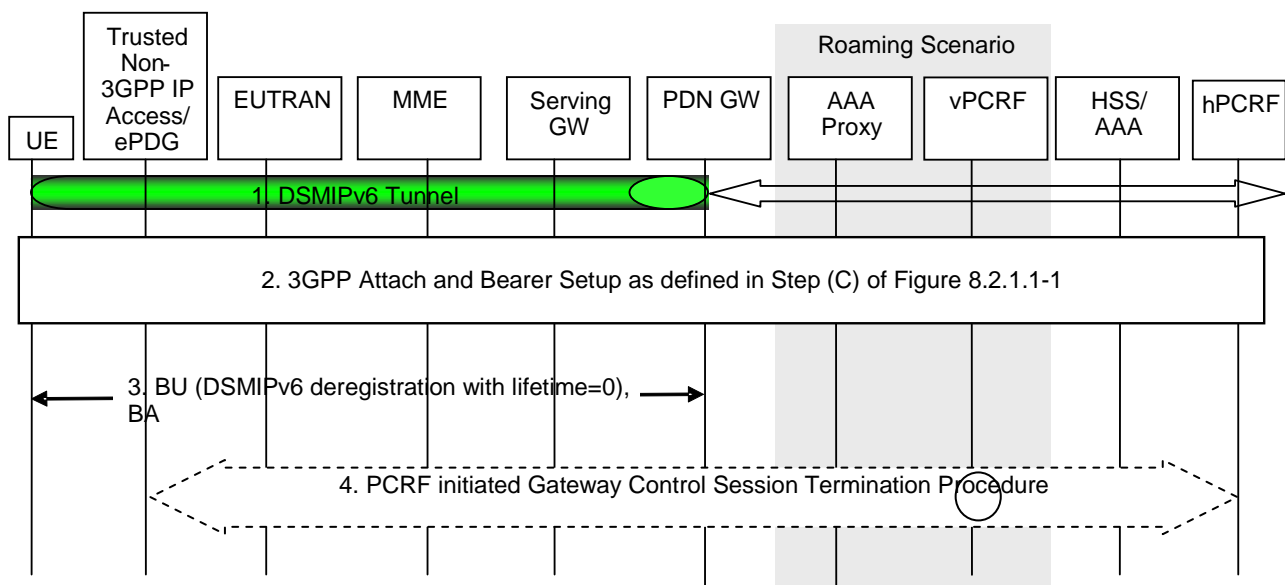 Roaming Scenario
UE
Trusted
Non-
3GPP IP
Access/
ePDG
EUTRAN
MME
Serving
GW
PDN GW
AAA
Proxy
vPCRF
HSS/
AAA
hPCRF
1. DSMIPv6 Tunnel
2. 3GPP Attach and Bearer Setup as defined in Step (C) of Figure 8.2.1.1-1
3. BU (DSMIPv6 deregistration with lifetime=0),
BA
4. PCRF initiated Gateway Control Session Termination Procedure